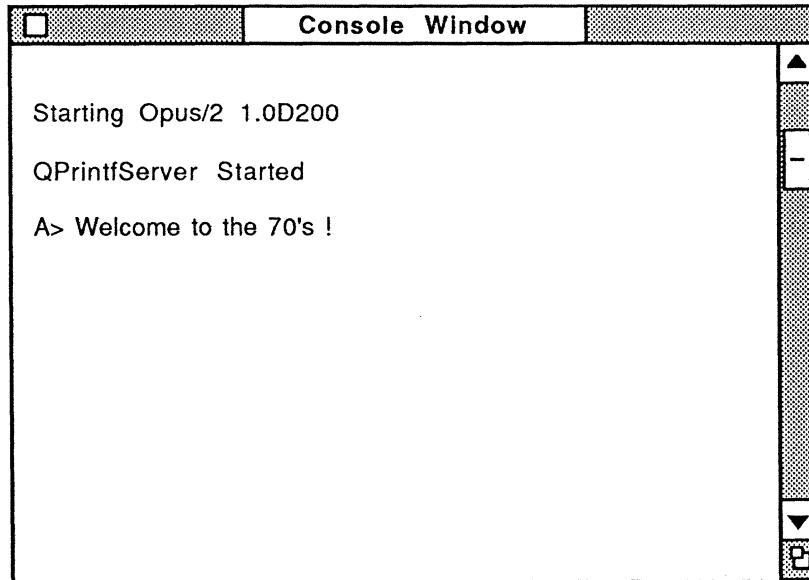 Console Window
Starting Opus/2 1.0D200
QPrintfServer Started
A> Welcome to the 70's !